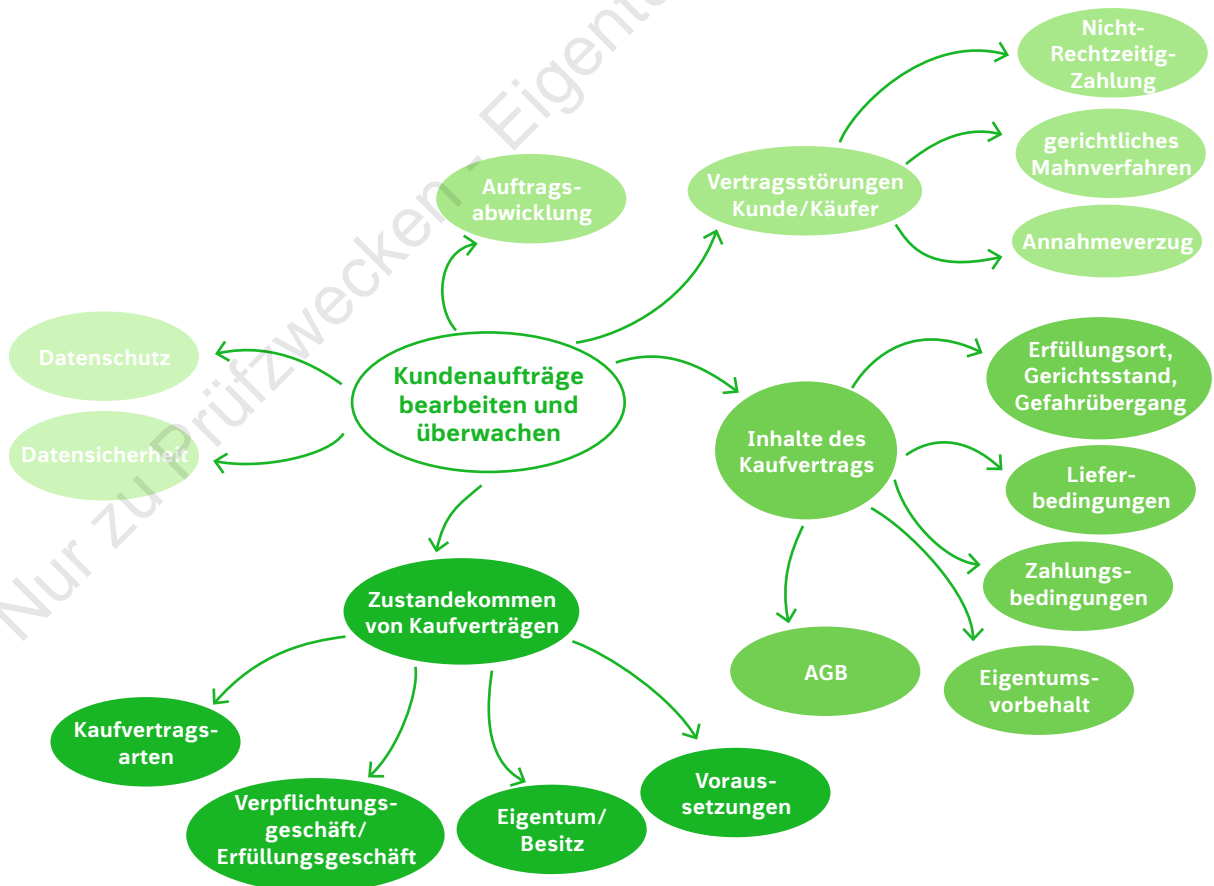 Nicht-
Rechtzeitig-
Zahlung
gerichtliches
Mahnverfahren
Annahmeverzug
Vertragsstörungen
Kunde/Käufer
Auftrags-
abwicklung
Datenschutz
Datensicherheit
Kundenaufträge
bearbeiten und
überwachen
Inhalte des
Kaufvertrags
Erfüllungsort,
Gerichtsstand,
Gefahrübergang
Liefer-
bedingungen
Zahlungs-
bedingungen
Eigentums-
vorbehalt
AGB
Zustandekommen
von Kaufverträgen
Kaufvertrags-
arten
Verpflichtungs-
geschäft/
Erfüllungsgeschäft
Eigentum/
Besitz
Voraus-
setzungen
Nur zu Prüfzwecken -